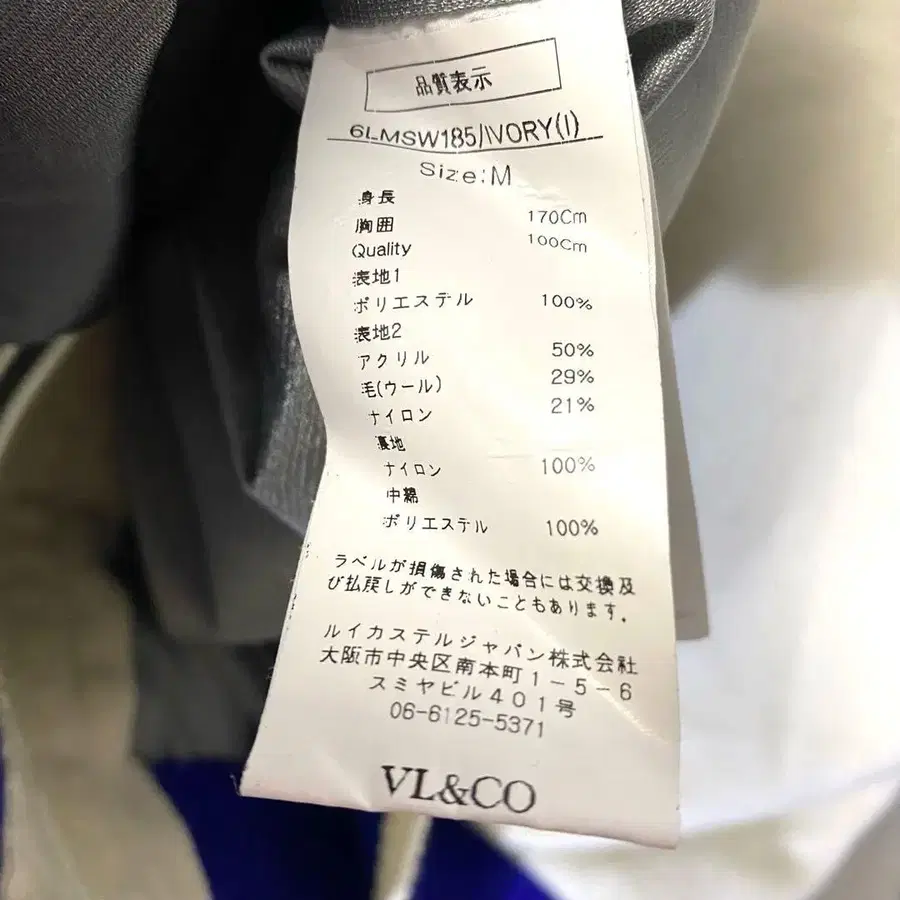 品質表示
6LMSW185/IVORY(I)
Size:M
身長 170Cm
胸囲 100Cm
Quality
表地1
ポリエステル 100%
表地2
アクリル 50%
毛(ウール) 29%
ナイロン 21%
裏地
ナイロン 100%
中綿
ポリエステル 100%
ラベルが損傷された場合には交換及
び払戻しができないこともあります。
ルイカステルジャパン株式会社
大阪市中央区南本町1-5-6
スミヤビル401号
06-6125-5371
VL&CO